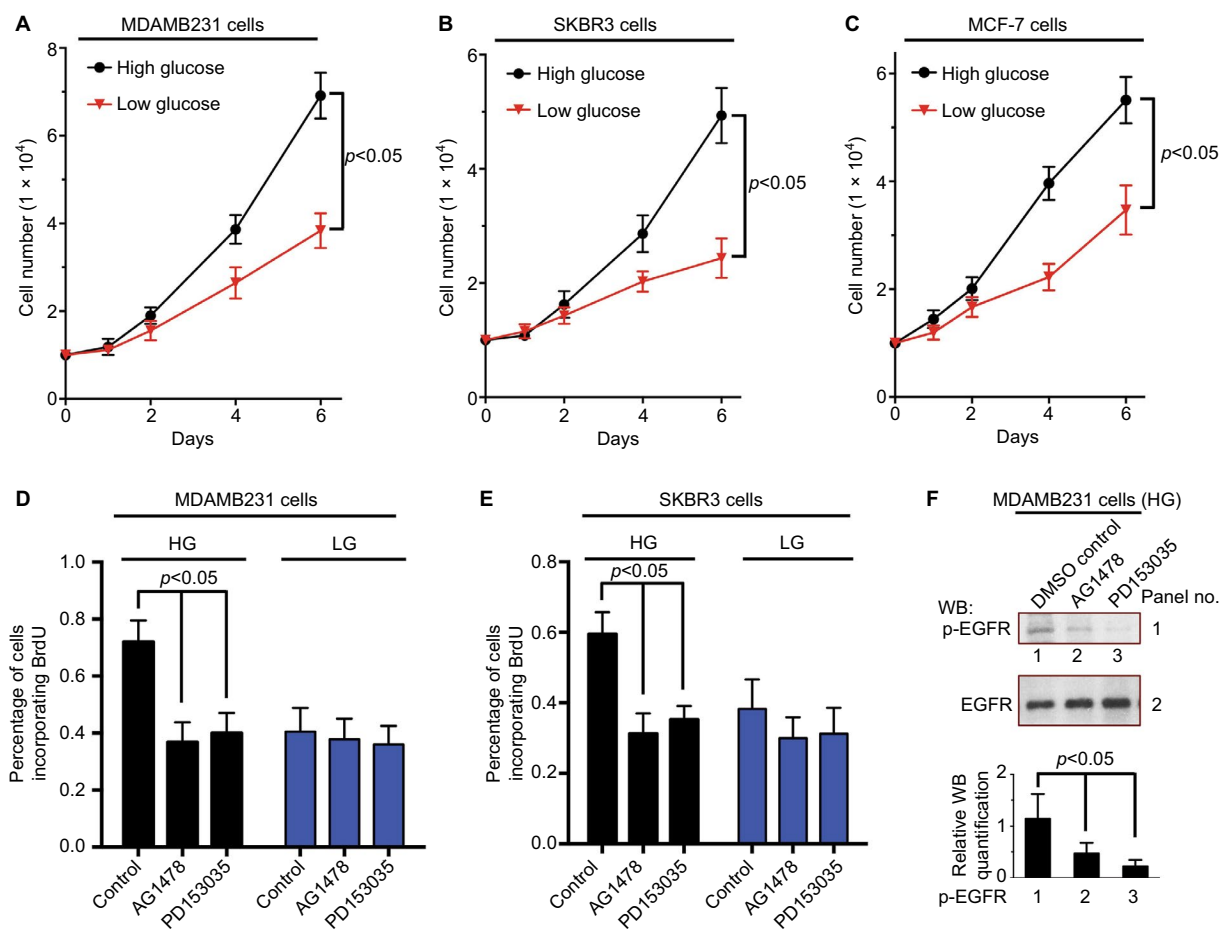 A
MDAMB231 cells
High glucose
Low glucose
p<0.05
Cell number (1 × 10⁴)
8
6
4
2
0
0 2 4 6
Days
B
SKBR3 cells
High glucose
Low glucose
p<0.05
Cell number (1 × 10⁴)
6
4
2
0
0 2 4 6
Days
C
MCF-7 cells
High glucose
Low glucose
p<0.05
Cell number (1 × 10⁴)
6
4
2
0
0 2 4 6
Days
D
MDAMB231 cells
HG LG
p<0.05
Percentage of cells
incorporating BrdU
1.0
0.8
0.6
0.4
0.2
0.0
Control AG1478 PD153035 Control AG1478 PD153035
E
SKBR3 cells
HG LG
p<0.05
Percentage of cells
incorporating BrdU
0.8
0.6
0.4
0.2
0.0
Control AG1478 PD153035 Control AG1478 PD153035
F
MDAMB231 cells (HG)
DMSO control AG1478 PD153035
Panel no.
WB:
p-EGFR 1
1 2 3
EGFR 2
p<0.05
Relative WB
quantification
2
1
0
p-EGFR 1 2 3